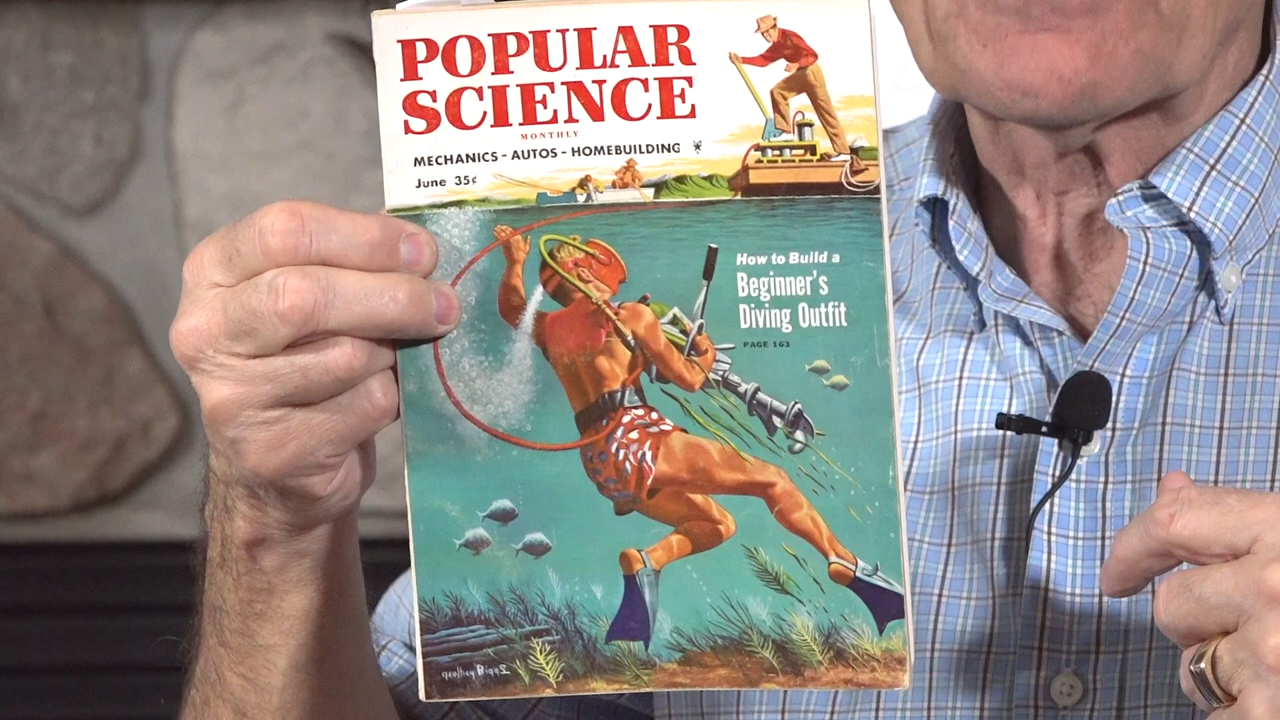 POPULAR
SCIENCE
MONTHLY
MECHANICS - AUTOS - HOMEBUILDING
June 35¢
How to Build a
Beginner's
Diving Outfit
PAGE 163
Geoffrey Biggs